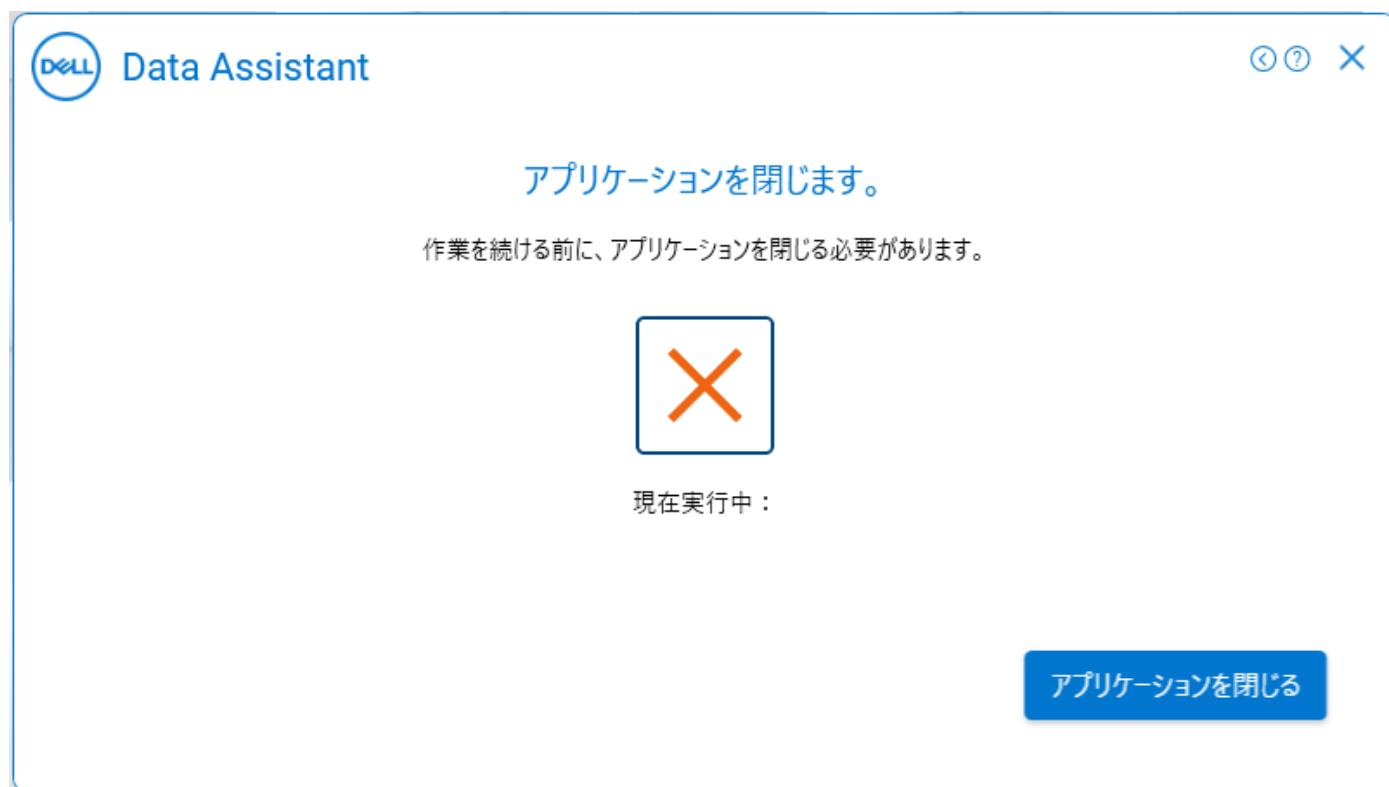 DELL
Data Assistant
アプリケーションを閉じます。
作業を続ける前に、アプリケーションを閉じる必要があります。
現在実行中：
アプリケーションを閉じる